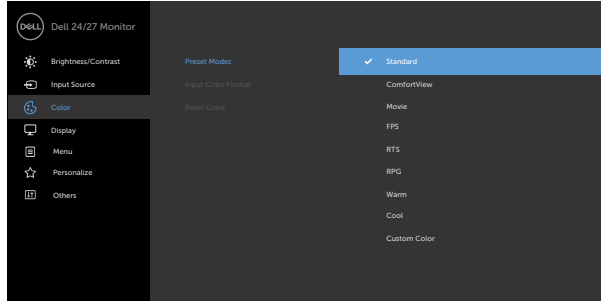 DELL Dell 24/27 Monitor
Brightness/Contrast
Input Source
Color
Display
Menu
Personalize
Others
Preset Modes
Input Color Format
Reset Color
Standard
ComfortView
Movie
FPS
RTS
RPG
Warm
Cool
Custom Color